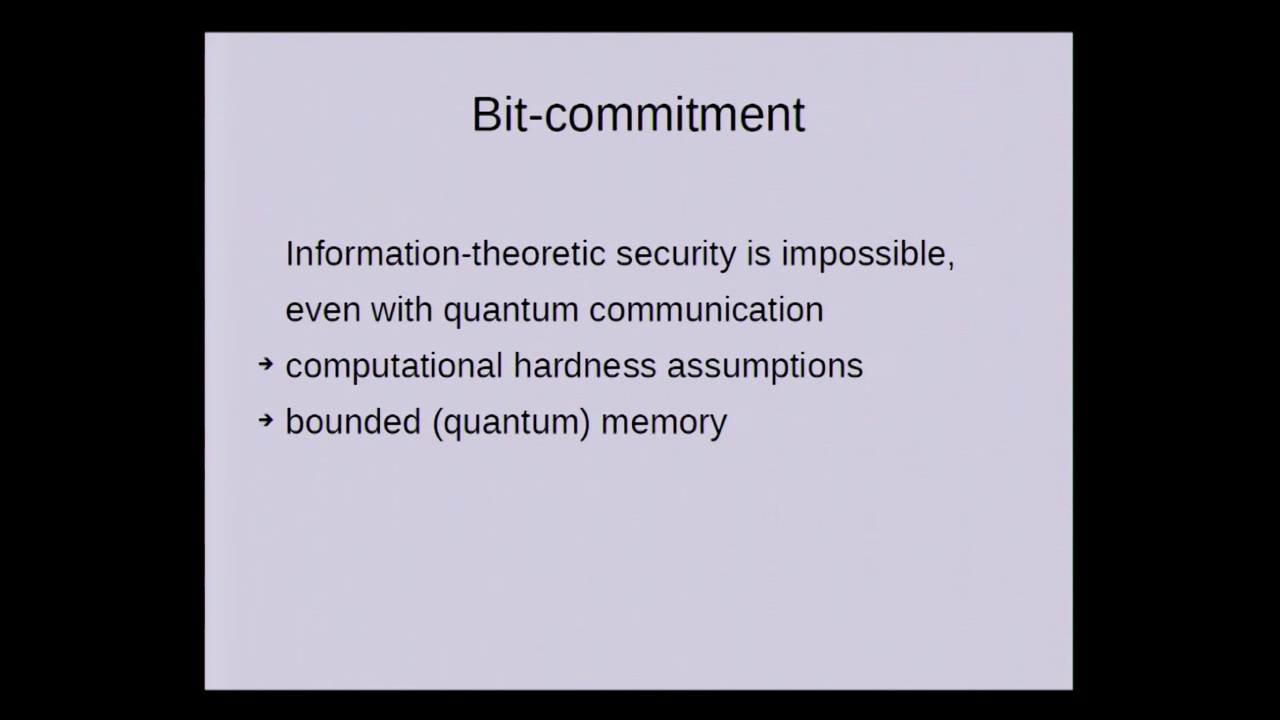 Bit-commitment
Information-theoretic security is impossible,
even with quantum communication
➔ computational hardness assumptions
➔ bounded (quantum) memory